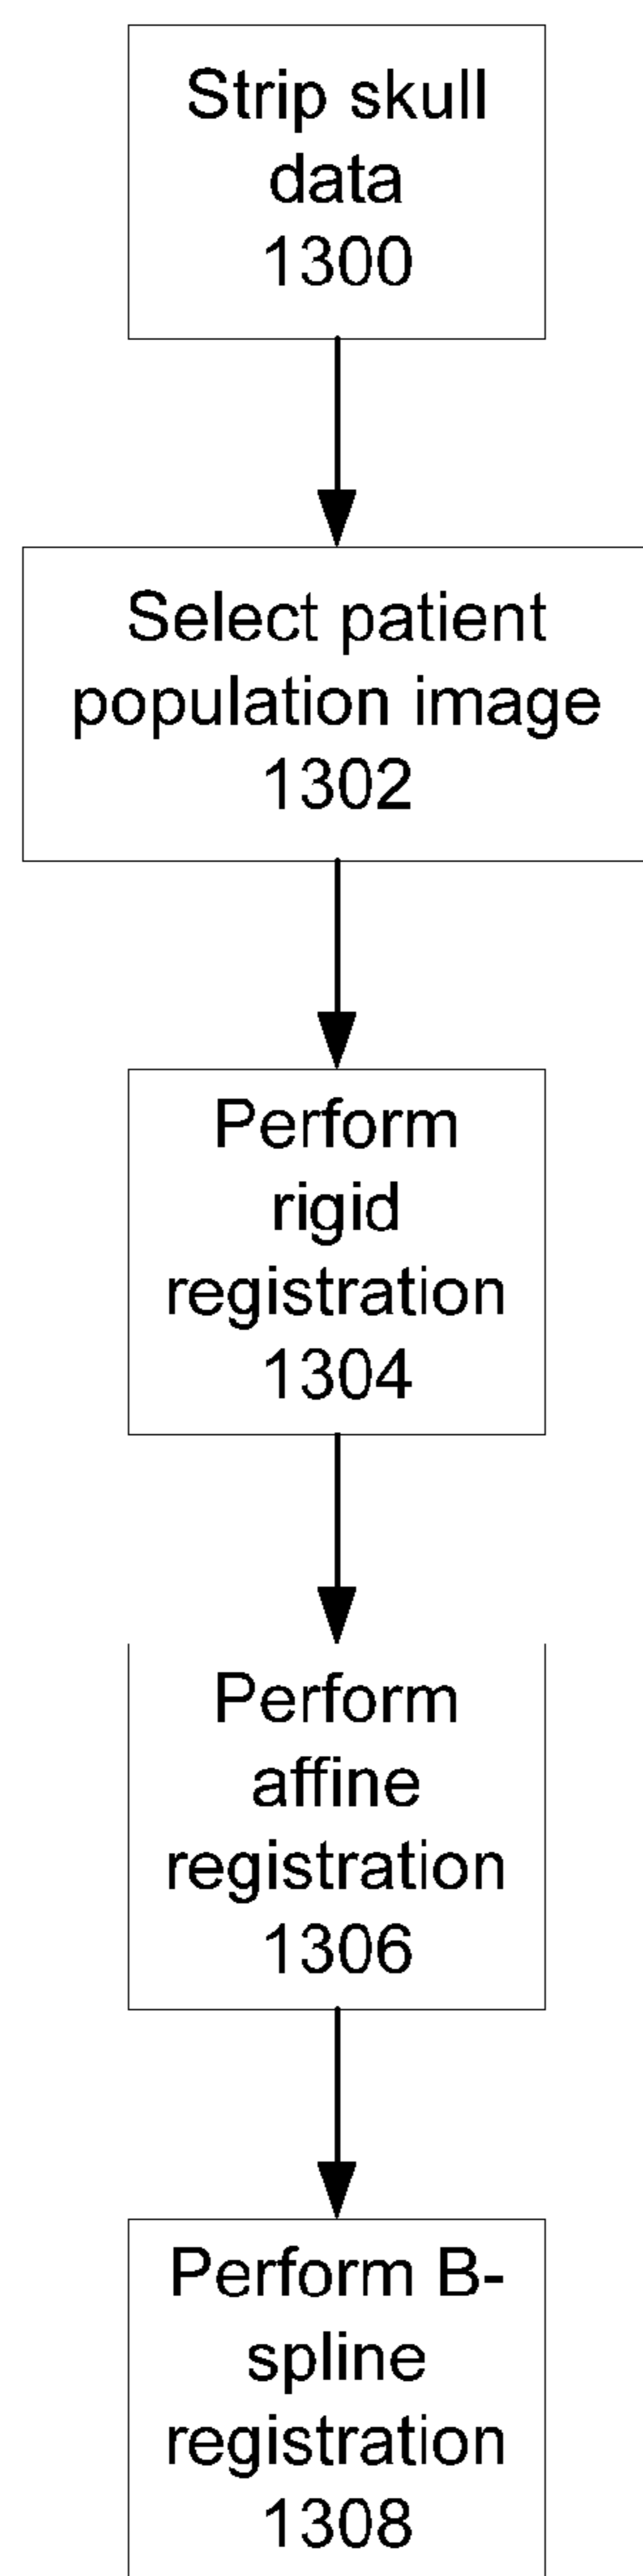 Strip skull
data
1300
Select patient
population image
1302
Perform
rigid
registration
1304
Perform
affine
registration
1306
Perform B-
spline
registration
1308